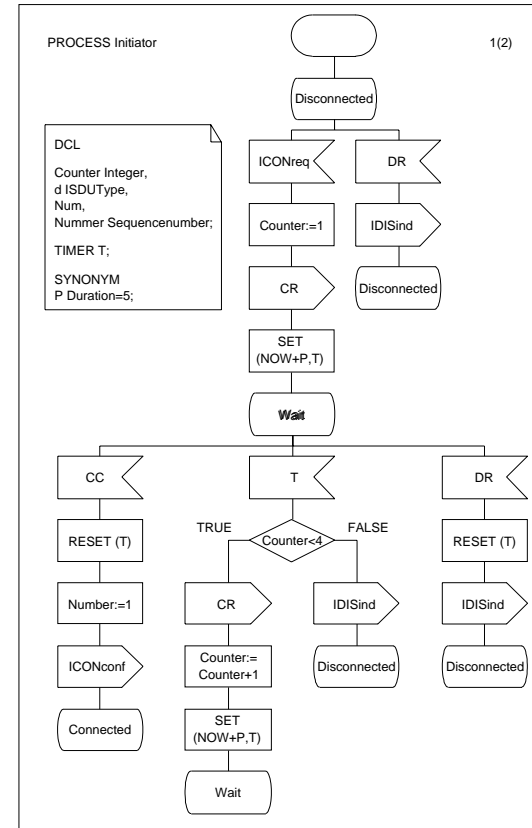 PROCESS Initiator
1(2)
Disconnected
DCL
Counter Integer,
d ISDUType,
Num,
Nummer Sequencenumber;
TIMER T;
SYNONYM
P Duration=5;
ICONreq
DR
Counter:=1
IDISind
CR
Disconnected
SET
(NOW+P,T)
Wait
CC
T
DR
RESET (T)
TRUE
Counter<4
FALSE
RESET (T)
Number:=1
CR
IDISind
IDISind
ICONconf
Counter:=
Counter+1
Disconnected
Disconnected
Connected
SET
(NOW+P,T)
Wait